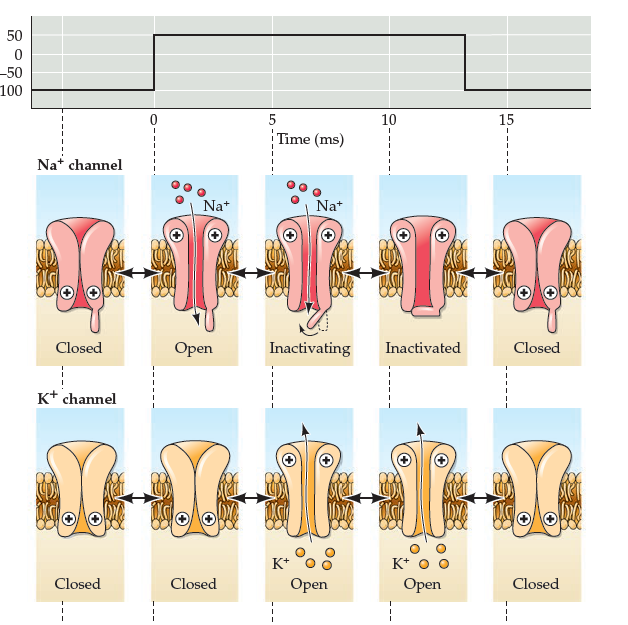 50
0
–50
100
0 5 10 15
Time (ms)
Na+ channel
Na+ Na+
Closed Open Inactivating Inactivated Closed
K+ channel
K+ K+
Closed Closed Open Open Closed